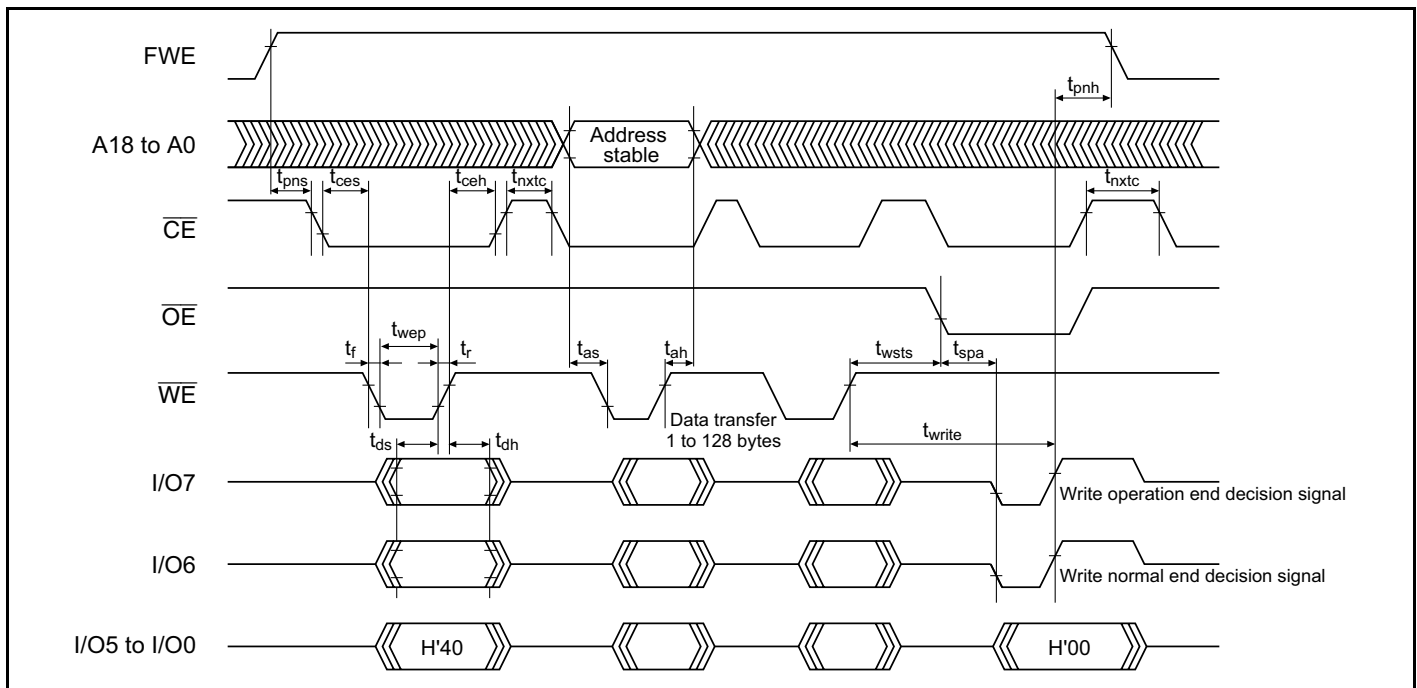 FWE
tpnh
A18 to A0
Address
stable
tpns
tces
tceh
tnxtc
tnxtc
CE
OE
twep
tf
tr
tas
tah
twsts
tspa
WE
Data transfer
1 to 128 bytes
twrite
tds
tdh
I/O7
Write operation end decision signal
I/O6
Write normal end decision signal
I/O5 to I/O0
H'40
H'00